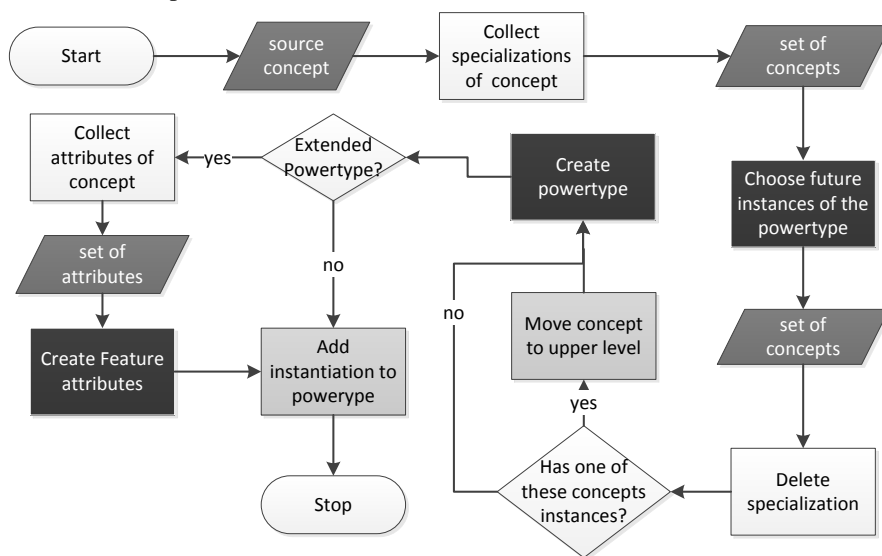 Start
source
concept
Collect
specializations
of concept
set of
concepts
Choose future
instances of the
powertype
set of
concepts
Delete
specialization
Has one of
these concepts
instances?
yes
no
Move concept
to upper level
Create
powertype
Extended
Powertype?
yes
no
Collect
attributes of
concept
set of
attributes
Create Feature
attributes
Add
instantiation to
powerype
Stop